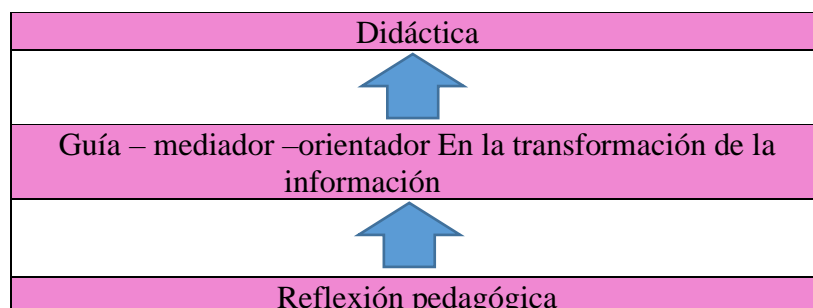 Didáctica
Guía – mediador –orientador En la transformación de la
información
Reflexión pedagógica